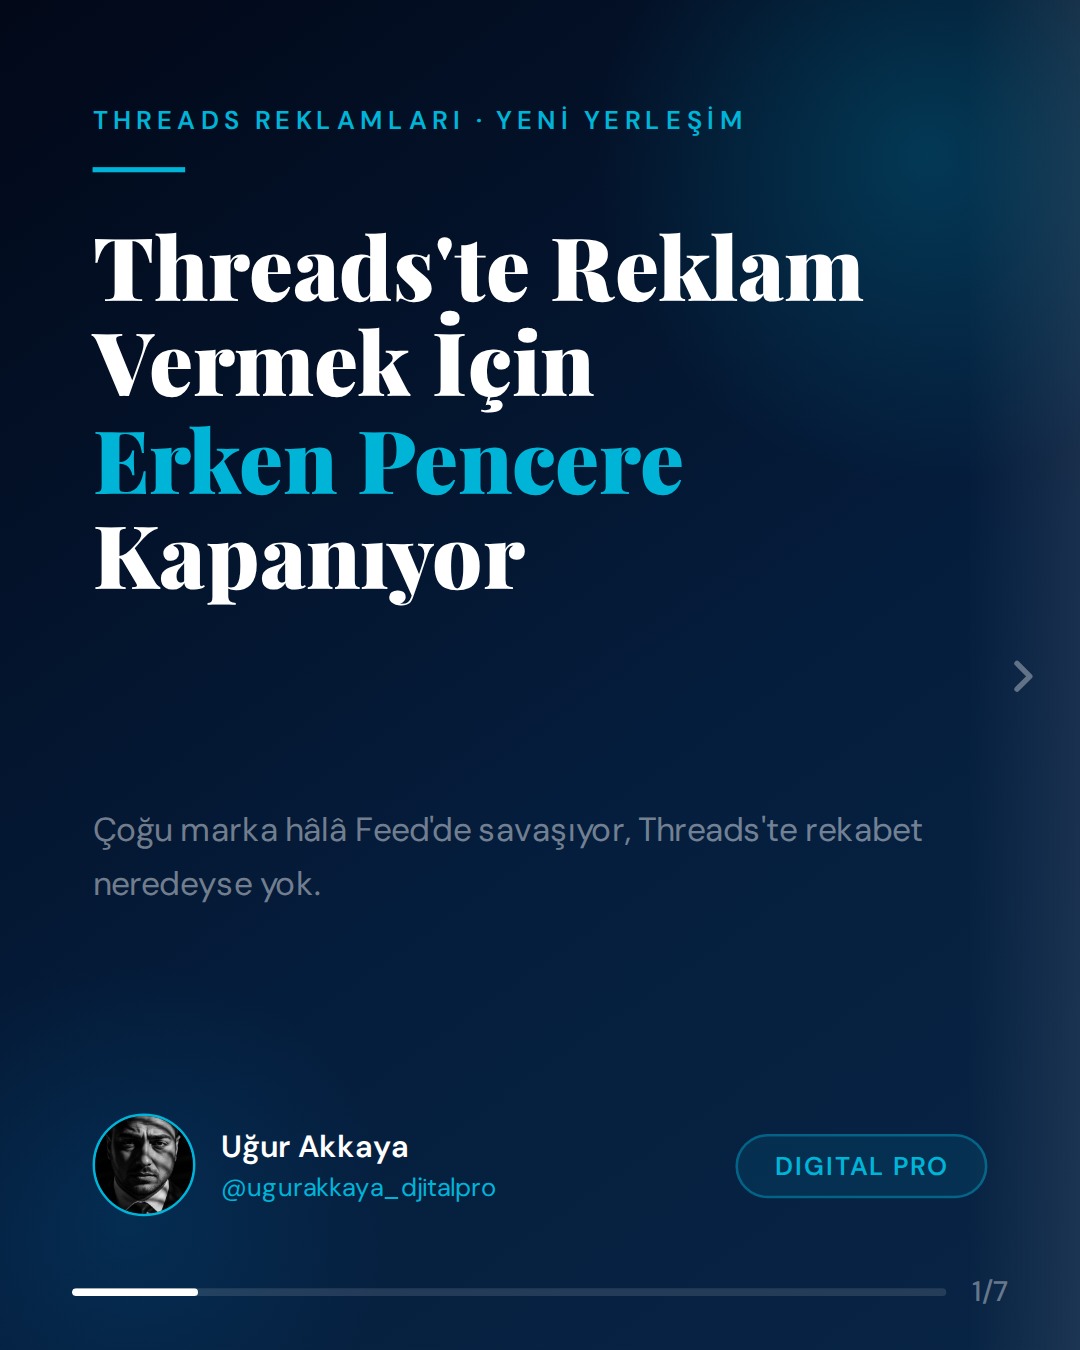 THREADS REKLAMLARI · YENİ YERLEŞİM
Threads'te Reklam
Vermek İçin
Erken Pencere
Kapanıyor
Çoğu marka hâlâ Feed'de savaşıyor, Threads'te rekabet
neredeyse yok.
Uğur Akkaya
@ugurakkaya_djitalpro
DIGITAL PRO
1/7